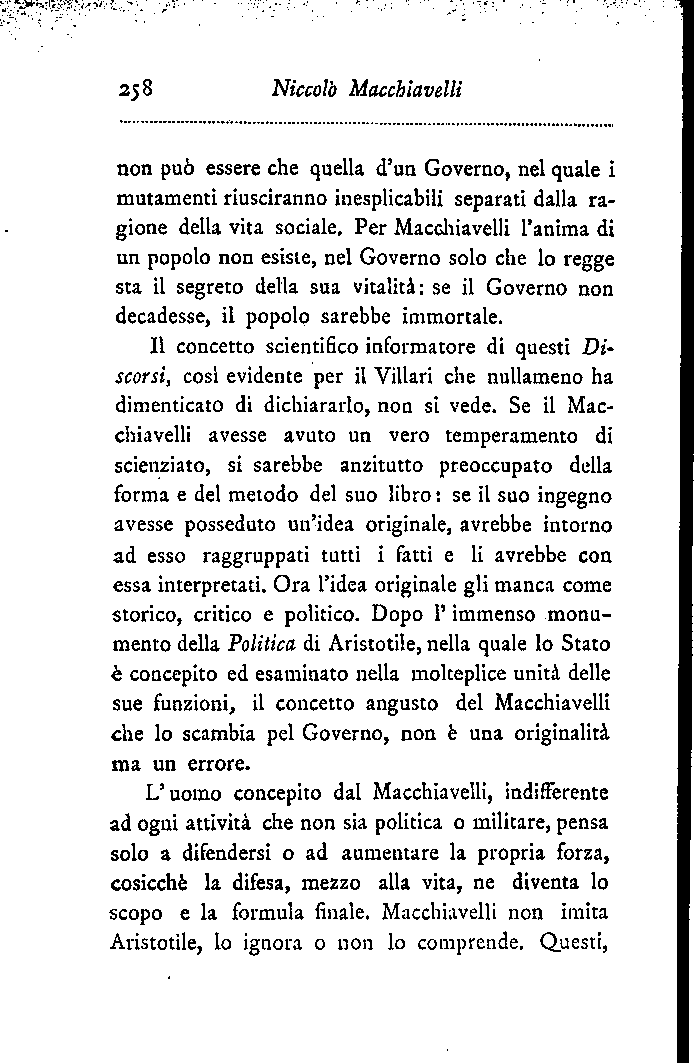 258 Niccolò Macchiavelli
non può essere che quella d'un Governo, nel quale i
mutamenti riusciranno inesplicabili separati dalla ra-
gione della vita sociale. Per Macchiavelli l'anima di
un popolo non esiste, nel Governo solo che lo regge
sta il segreto della sua vitalità: se il Governo non
decadesse, il popolo sarebbe immortale.
Il concetto scientifico informatore di questi Di-
scorsi, così evidente per il Villari che nullameno ha
dimenticato di dichiararlo, non si vede. Se il Mac-
chiavelli avesse avuto un vero temperamento di
scienziato, si sarebbe anzitutto preoccupato della
forma e del metodo del suo libro: se il suo ingegno
avesse posseduto un'idea originale, avrebbe intorno
ad esso raggruppati tutti i fatti e li avrebbe con
essa interpretati. Ora l'idea originale gli manca come
storico, critico e politico. Dopo l'immenso monu-
mento della Politica di Aristotile, nella quale lo Stato
è concepito ed esaminato nella molteplice unità delle
sue funzioni, il concetto angusto del Macchiavelli
che lo scambia pel Governo, non è una originalità
ma un errore.
L'uomo concepito dal Macchiavelli, indifferente
ad ogni attività che non sia politica o militare, pensa
solo a difendersi o ad aumentare la propria forza,
cosicchè la difesa, mezzo alla vita, ne diventa lo
scopo e la formula finale. Macchiavelli non imita
Aristotile, lo ignora o non lo comprende. Questi,